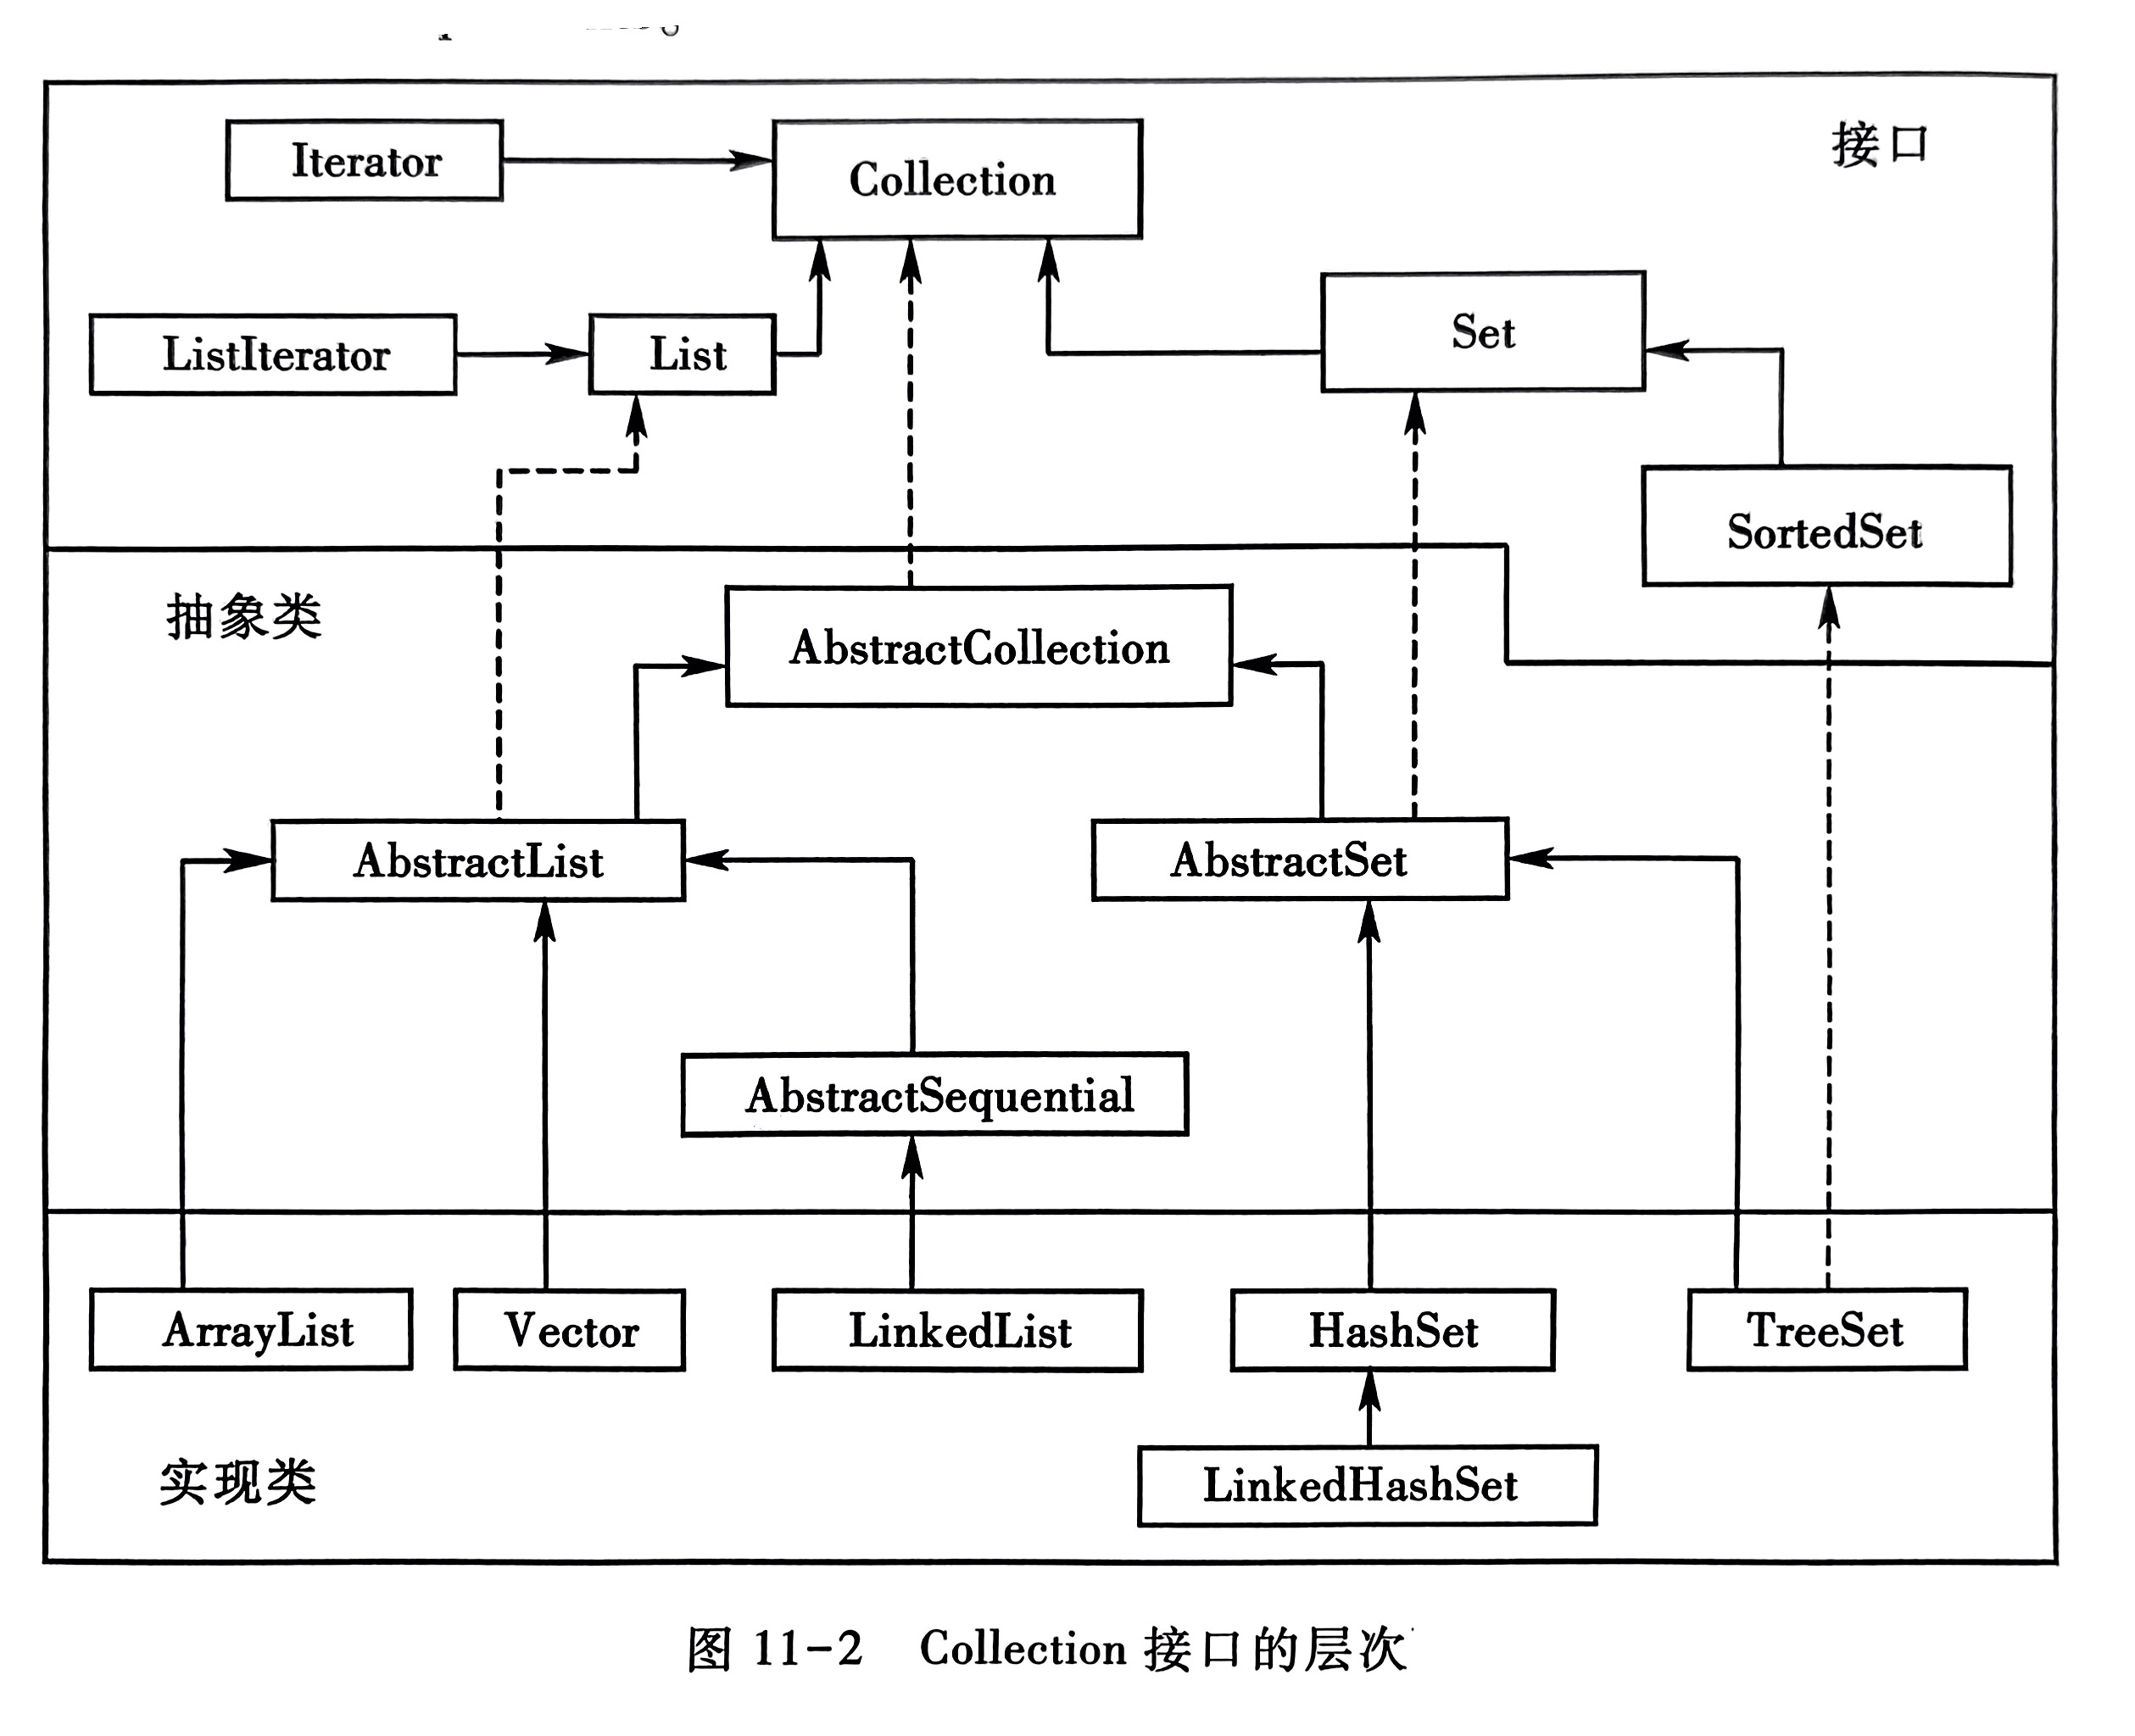 Iterator
Collection
接口
ListIterator
List
Set
SortedSet
抽象类
AbstractCollection
AbstractList
AbstractSet
AbstractSequential
ArrayList
Vector
LinkedList
HashSet
TreeSet
LinkedHashSet
实现类
图 11-2 Collection 接口的层次